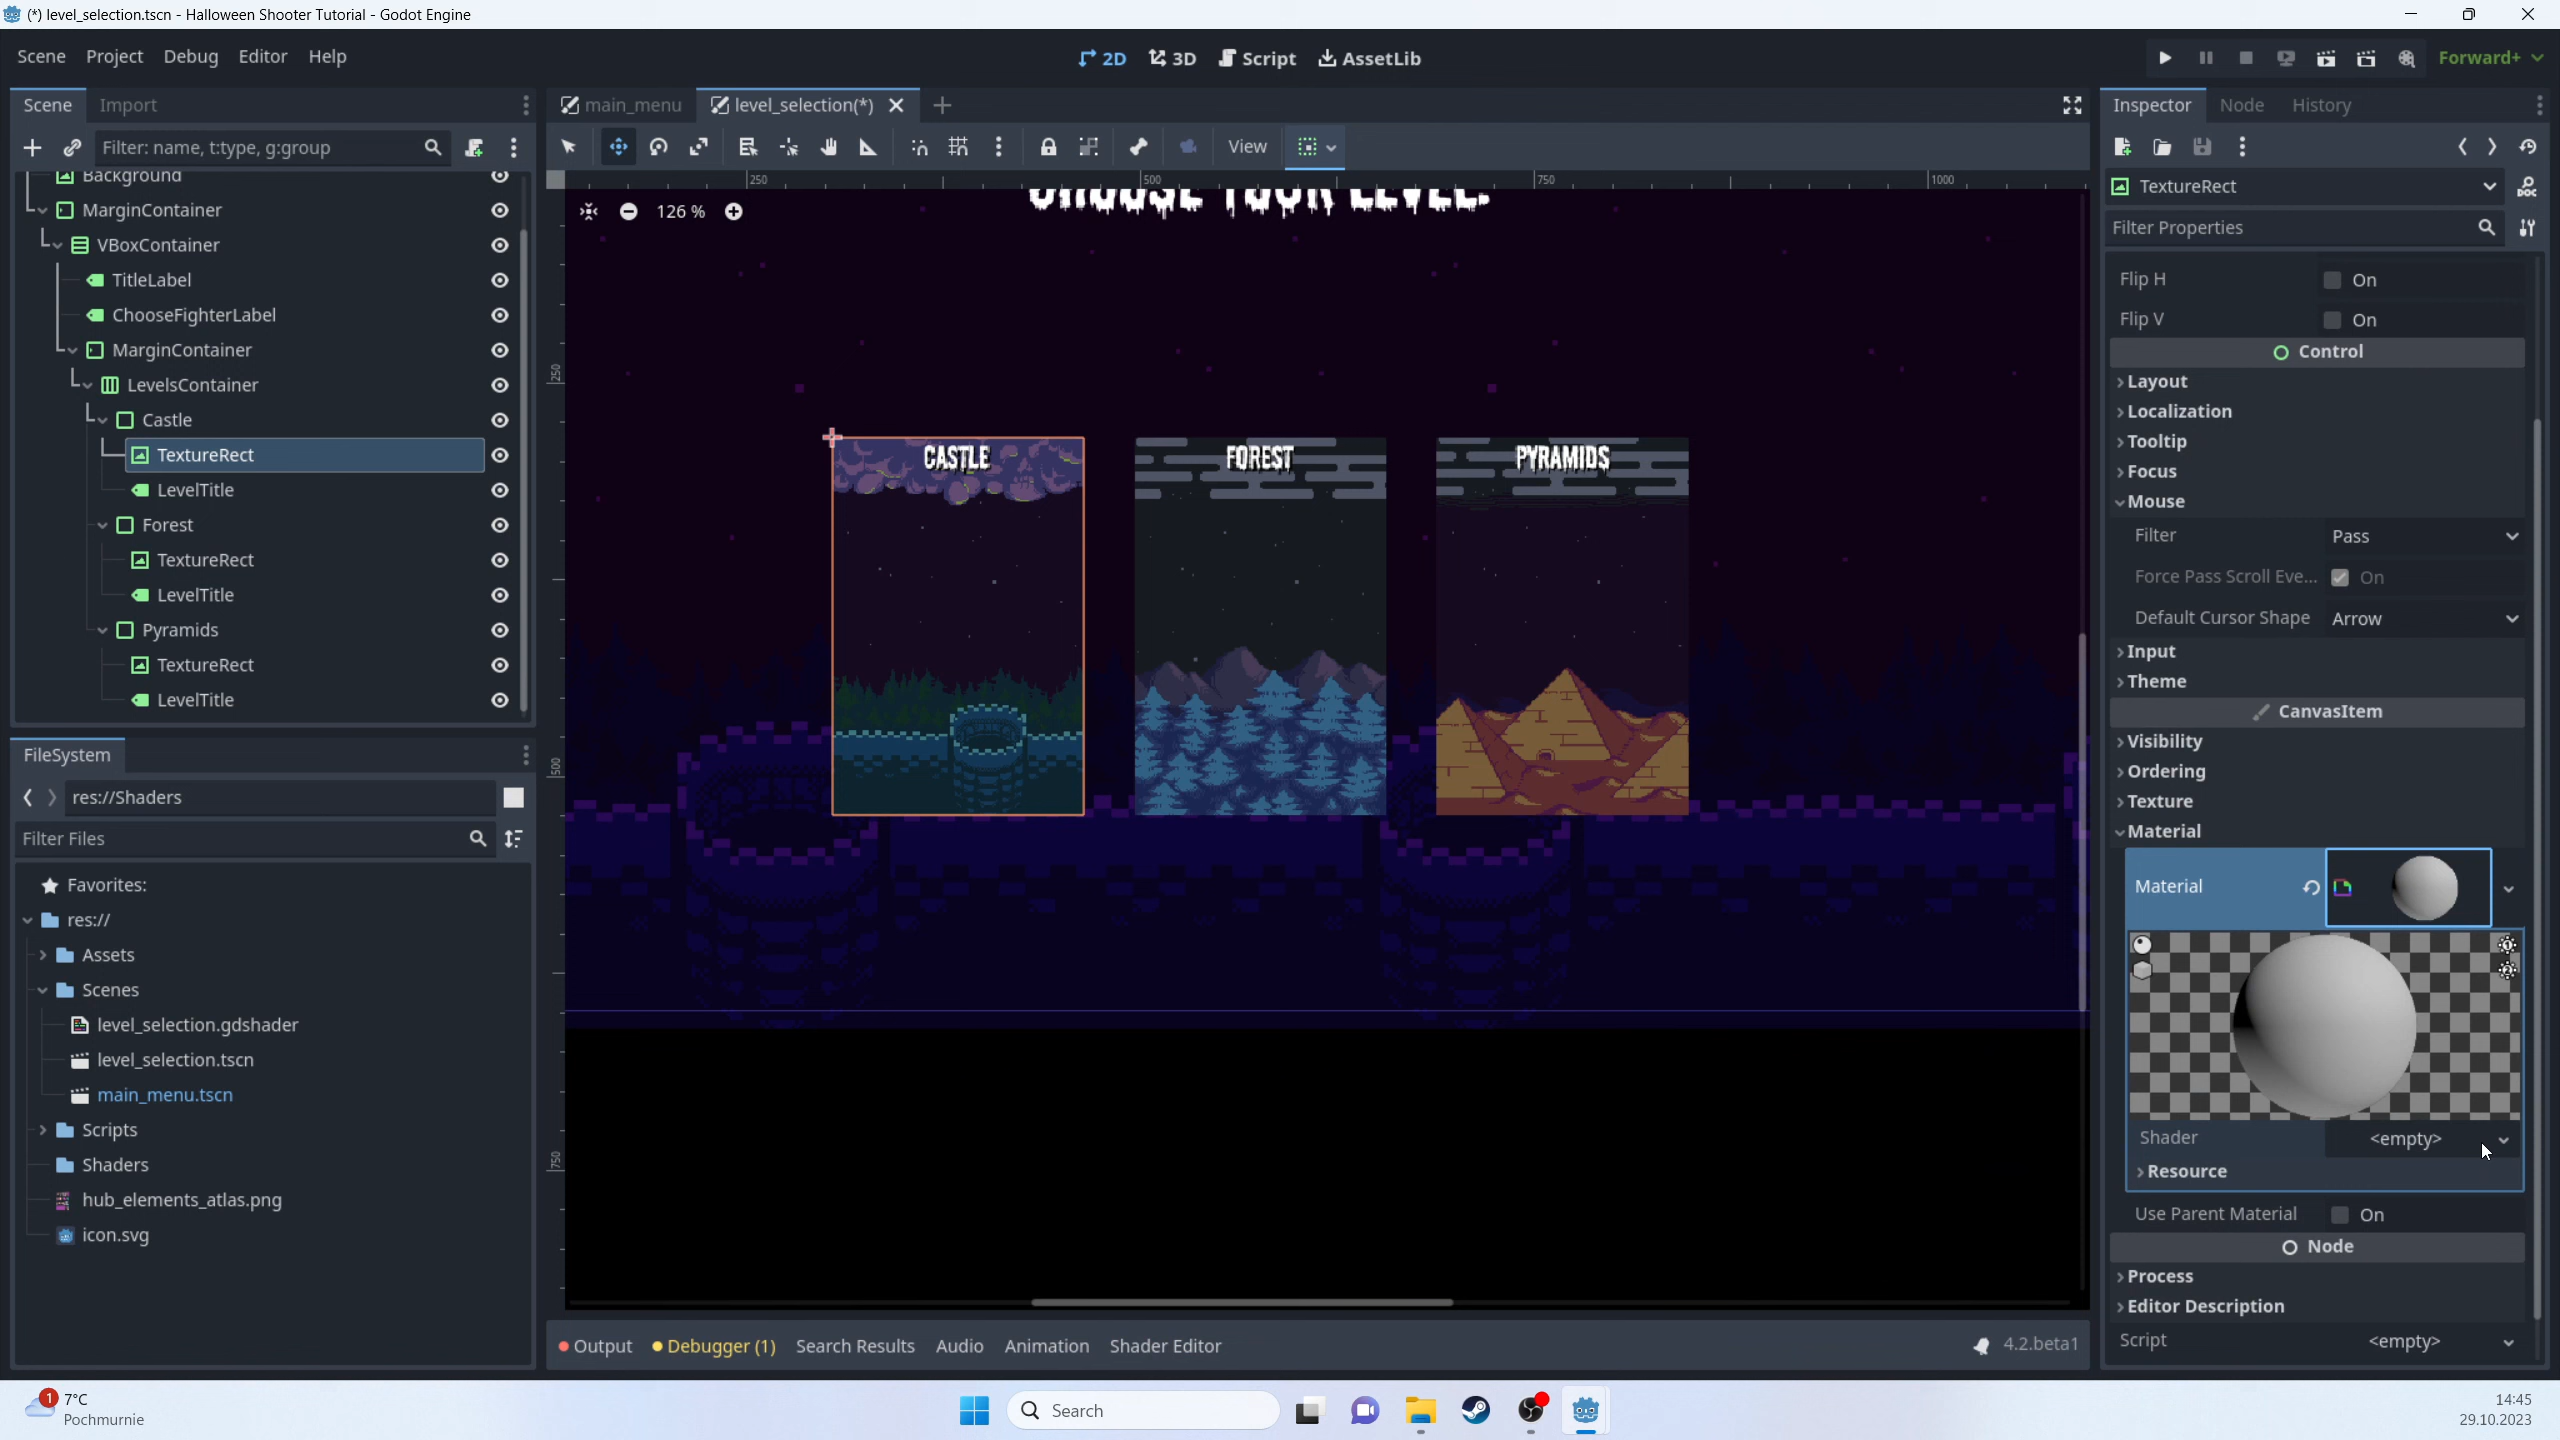 (*) level_selection.tscn - Halloween Shooter Tutorial - Godot Engine
Scene Project Debug Editor Help
2D 3D Script AssetLib
Forward+
Scene Import
main_menu level_selection(*)
Inspector Node History
Filter: name, t:type, g:group
View
TextureRect
Filter Properties
Background
MarginContainer
VBoxContainer
TitleLabel
ChooseFighterLabel
MarginContainer
LevelsContainer
Castle
TextureRect
LevelTitle
Forest
TextureRect
LevelTitle
Pyramids
TextureRect
LevelTitle
250 500 750 1000
126 %
CHOOSE YOUR LEVEL:
250
500
750
CASTLE FOREST PYRAMIDS
Flip H On
Flip V On
Control
Layout
Localization
Tooltip
Focus
Mouse
Filter Pass
Force Pass Scroll Eve... On
Default Cursor Shape Arrow
Input
Theme
CanvasItem
Visibility
Ordering
Texture
Material
Material
Shader <empty>
Resource
Use Parent Material On
Node
Process
Editor Description
Script <empty>
FileSystem
res://Shaders
Filter Files
Favorites:
res://
Assets
Scenes
level_selection.gdshader
level_selection.tscn
main_menu.tscn
Scripts
Shaders
hub_elements_atlas.png
icon.svg
Output Debugger (1) Search Results Audio Animation Shader Editor
4.2.beta1
1
7°C
Pochmurnie
Search
14:45
29.10.2023